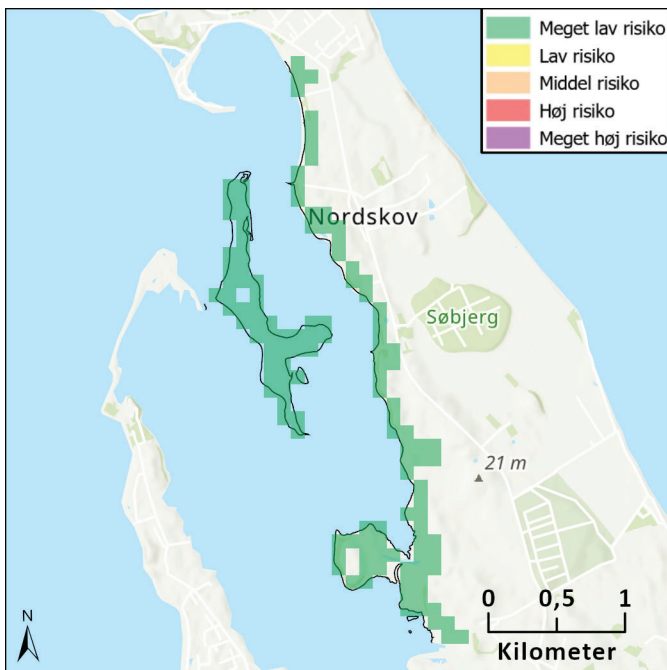 Meget lav risiko
Lav risiko
Middel risiko
Høj risiko
Meget høj risiko
Nordskov
Søbjerg
21 m
N
0 0,5 1
Kilometer